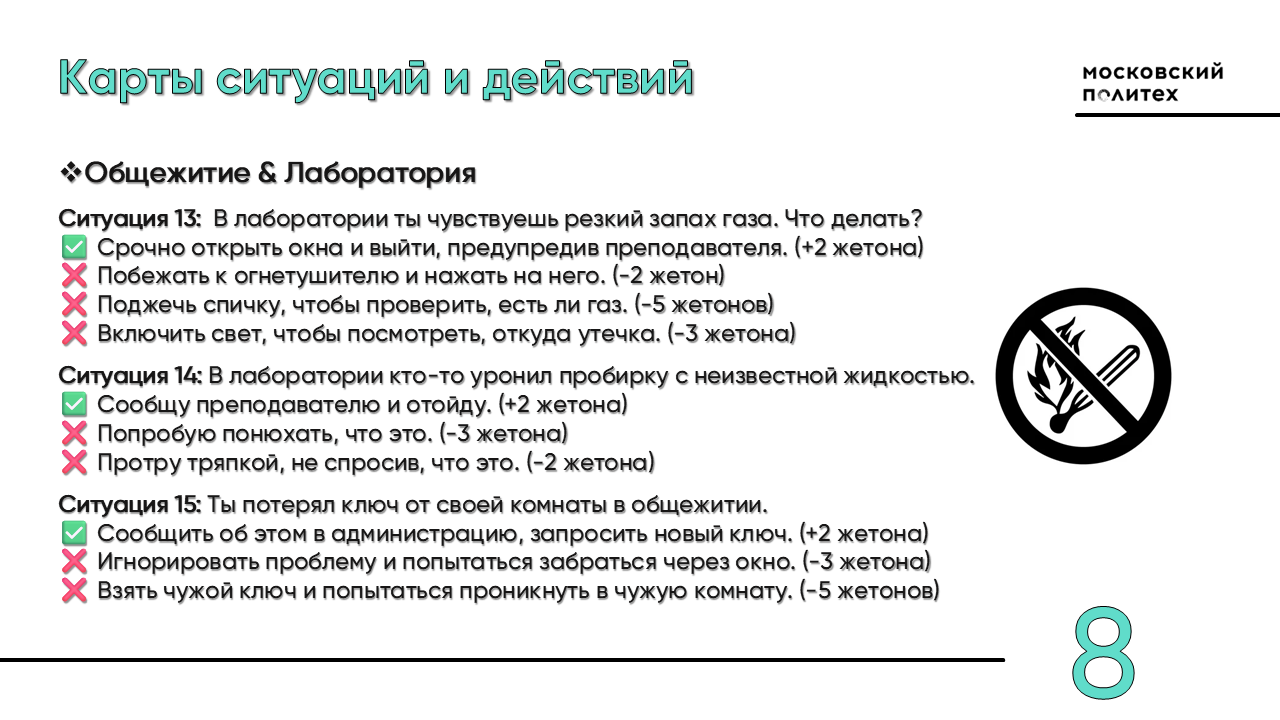 Карты ситуаций и действий
МОСКОВСКИЙ
ПОЛИТЕХ
❖Общежитие & Лаборатория
Ситуация 13: В лаборатории ты чувствуешь резкий запах газа. Что делать?
✅ Срочно открыть окна и выйти, предупредив преподавателя. (+2 жетона)
❌ Побежать к огнетушителю и нажать на него. (-2 жетон)
❌ Поджечь спичку, чтобы проверить, есть ли газ. (-5 жетонов)
❌ Включить свет, чтобы посмотреть, откуда утечка. (-3 жетона)
Ситуация 14: В лаборатории кто-то уронил пробирку с неизвестной жидкостью.
✅ Сообщу преподавателю и отойду. (+2 жетона)
❌ Попробую понюхать, что это. (-3 жетона)
❌ Протру тряпкой, не спросив, что это. (-2 жетона)
Ситуация 15: Ты потерял ключ от своей комнаты в общежитии.
✅ Сообщить об этом в администрацию, запросить новый ключ. (+2 жетона)
❌ Игнорировать проблему и попытаться забраться через окно. (-3 жетона)
❌ Взять чужой ключ и попытаться проникнуть в чужую комнату. (-5 жетонов)
8